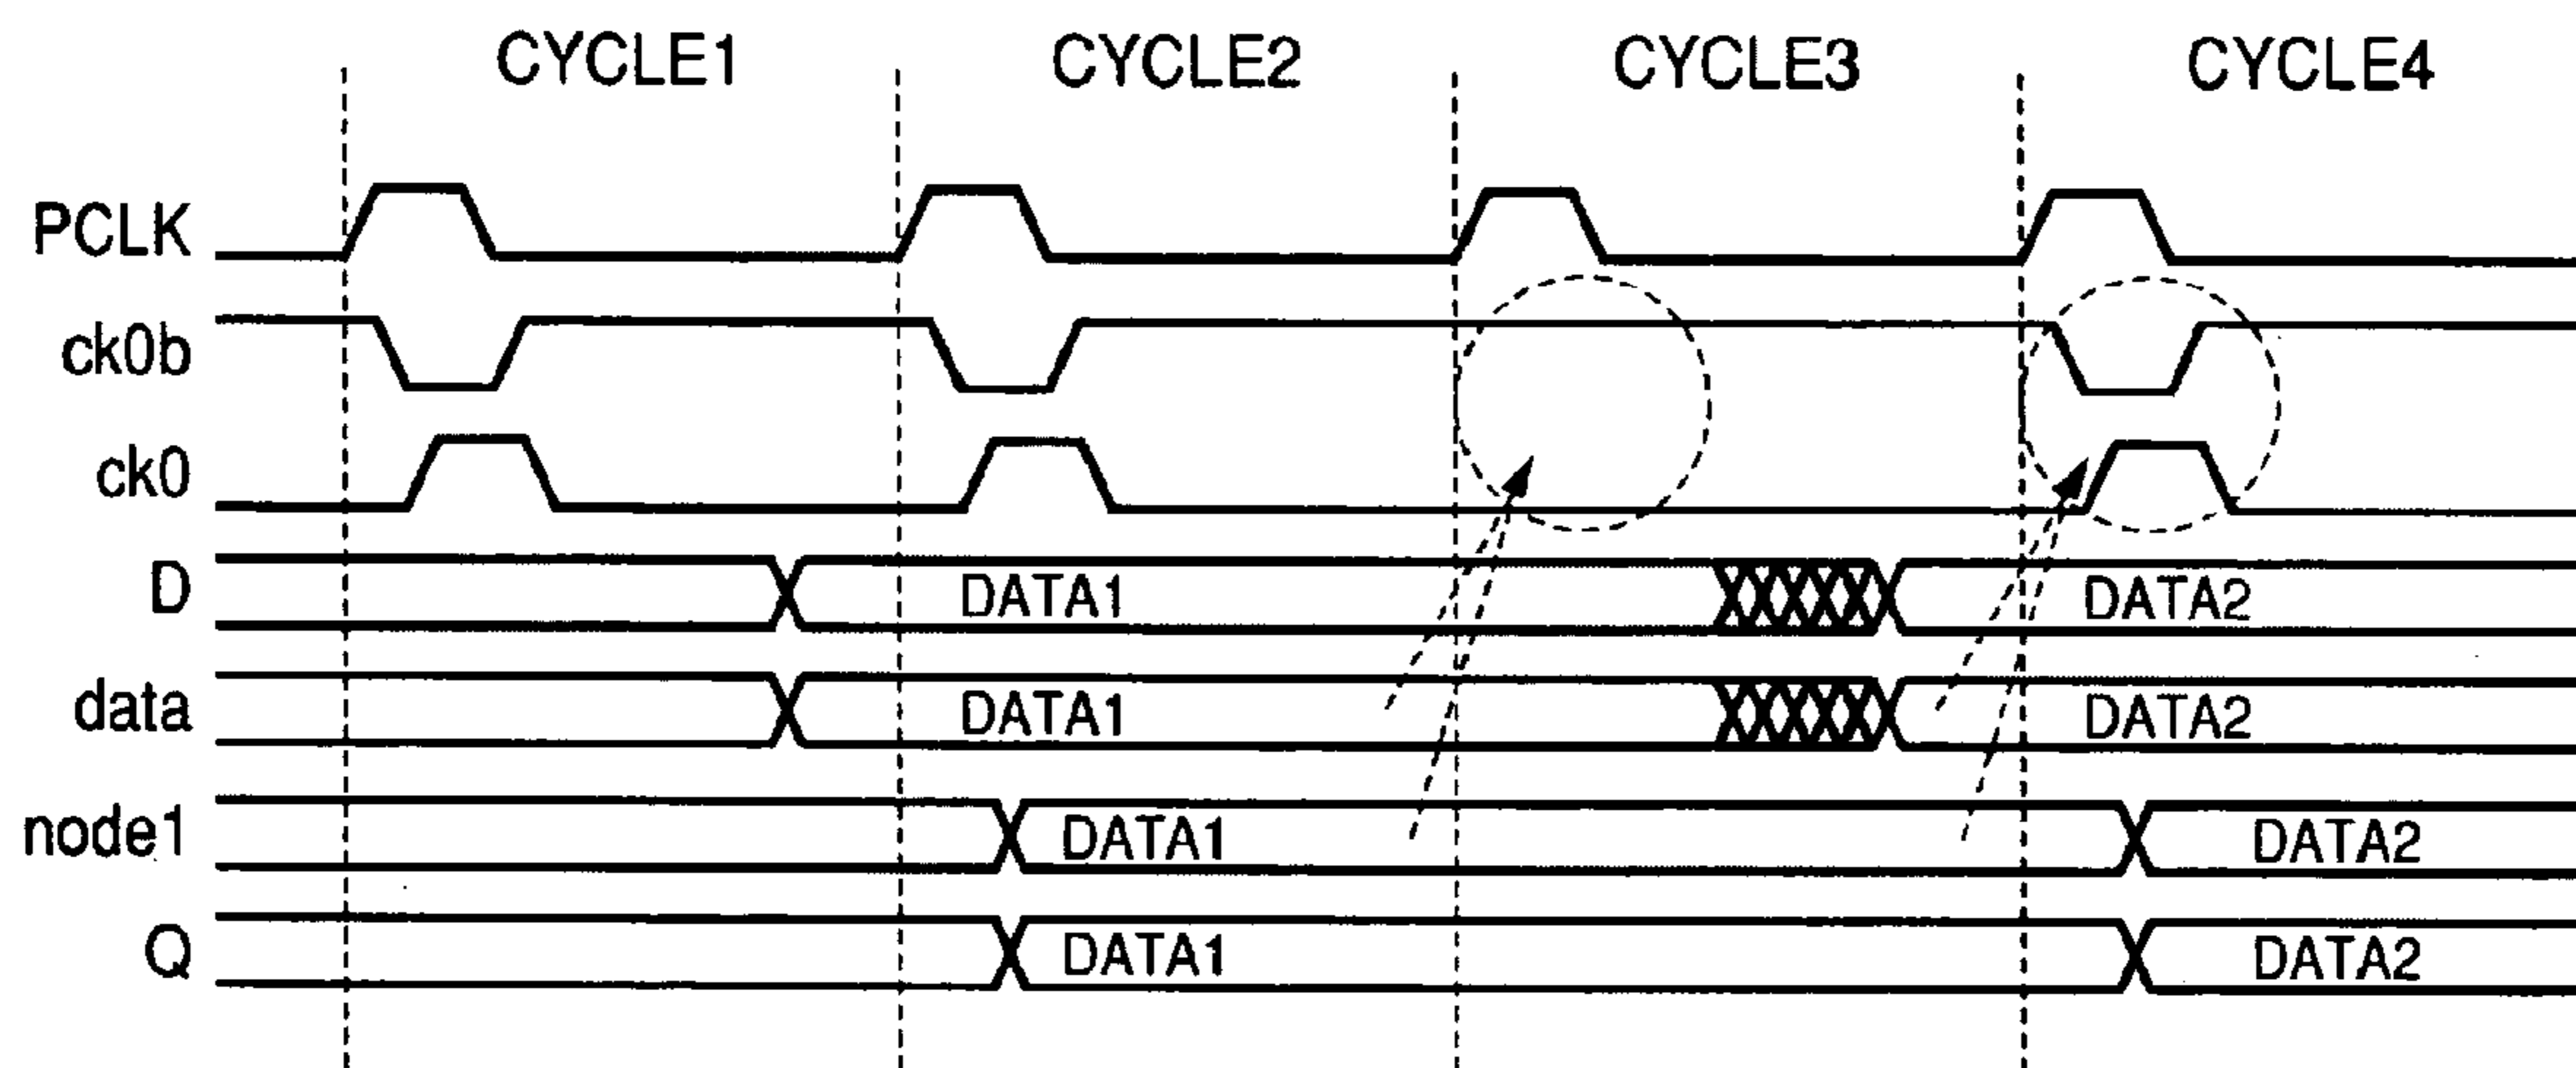 CYCLE1 CYCLE2 CYCLE3 CYCLE4
PCLK
ck0b
ck0
D DATA1 DATA2
data DATA1 DATA2
node1 DATA1 DATA2
Q DATA1 DATA2